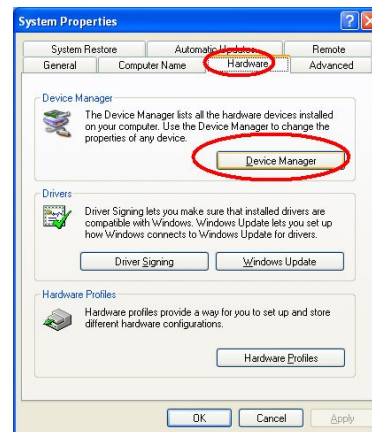 System Properties
System Restore Automatic Updates Remote
General Computer Name Hardware Advanced
Device Manager
The Device Manager lists all the hardware devices installed
on your computer. Use the Device Manager to change the
properties of any device.
Device Manager
Drivers
Driver Signing lets you make sure that installed drivers are
compatible with Windows. Windows Update lets you set up
how Windows connects to Windows Update for drivers.
Driver Signing Windows Update
Hardware Profiles
Hardware profiles provide a way for you to set up and store
different hardware configurations.
Hardware Profiles
OK Cancel Apply